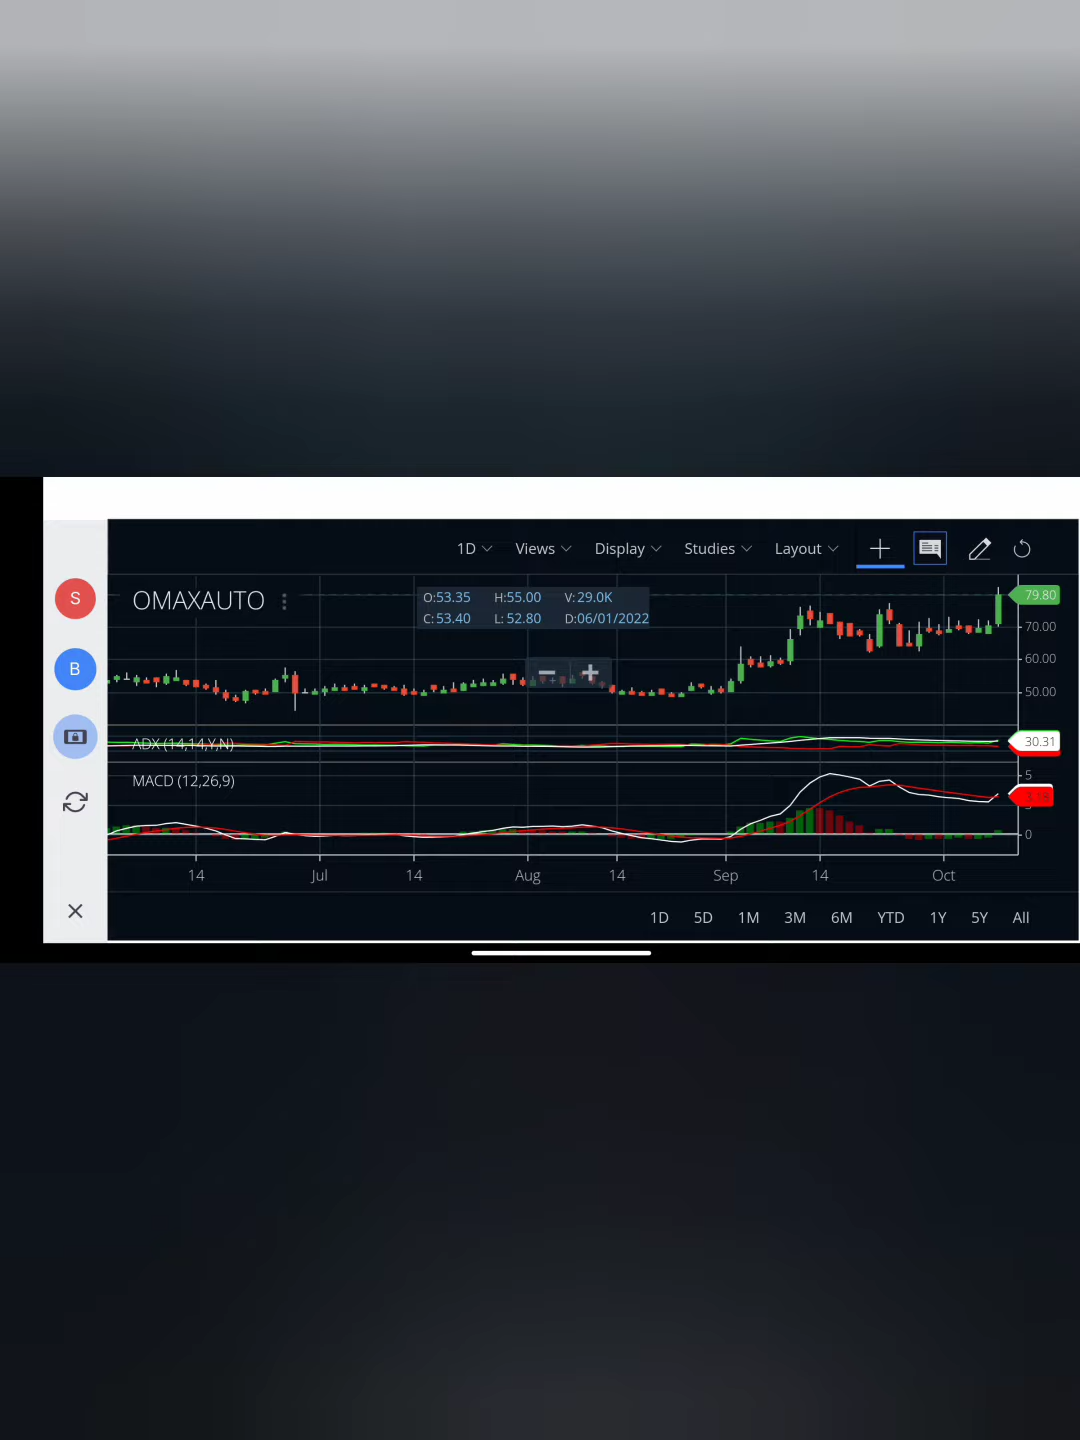 1D Views Display Studies Layout
S
OMAXAUTO
O:53.35 H:55.00 V:29.0K
C:53.40 L:52.80 D:06/01/2022
79.80
70.00
60.00
50.00
B
ADX (14,14,Y,N)
30.31
MACD (12,26,9)
5
0
14 Jul 14 Aug 14 Sep 14 Oct
1D 5D 1M 3M 6M YTD 1Y 5Y All